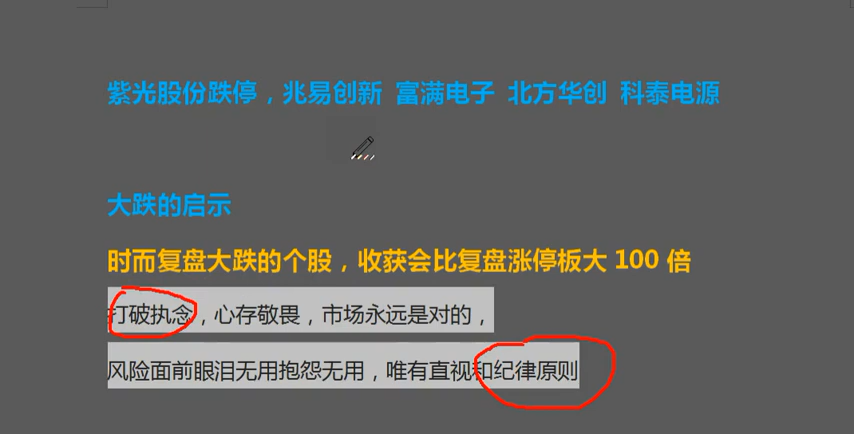 紫光股份跌停，兆易创新 富满电子 北方华创 科泰电源
大跌的启示
时而复盘大跌的个股，收获会比复盘涨停板大 100 倍
打破执念，心存敬畏，市场永远是对的，
风险面前眼泪无用抱怨无用，唯有直视和纪律原则